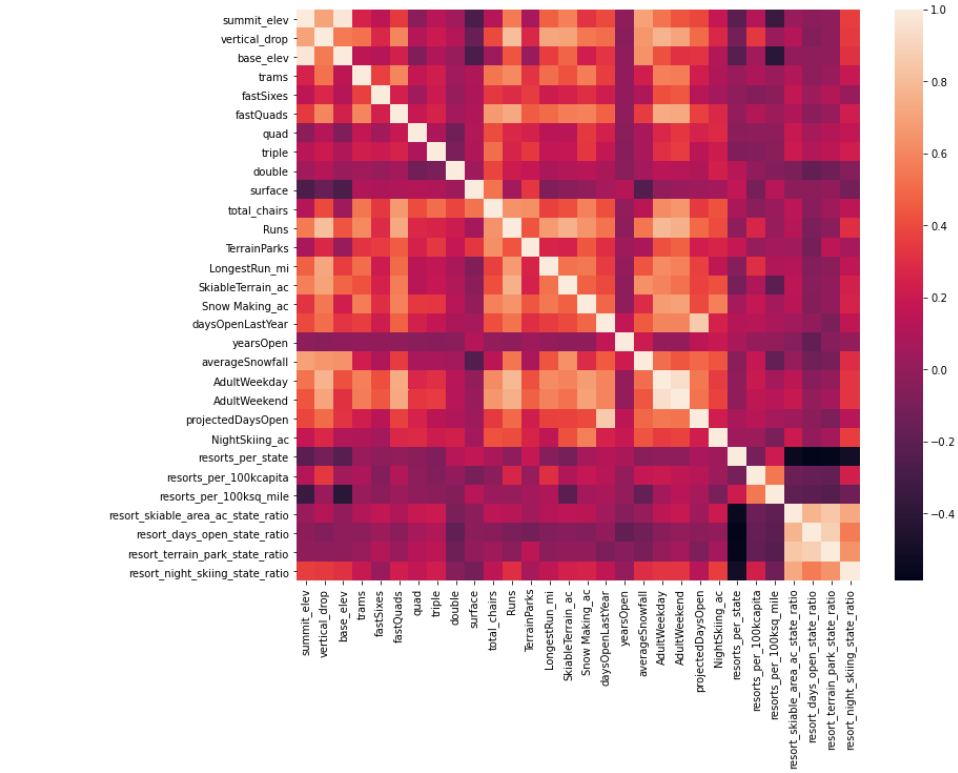 summit_elev
vertical_drop
base_elev
trams
fastSixes
fastQuads
quad
triple
double
surface
total_chairs
Runs
TerrainParks
LongestRun_mi
SkiableTerrain_ac
Snow Making_ac
daysOpenLastYear
yearsOpen
averageSnowfall
AdultWeekday
AdultWeekend
projectedDaysOpen
NightSkiing_ac
resorts_per_state
resorts_per_100kcapita
resorts_per_100ksq_mile
resort_skiable_area_ac_state_ratio
resort_days_open_state_ratio
resort_terrain_park_state_ratio
resort_night_skiing_state_ratio
summit_elev
vertical_drop
base_elev
trams
fastSixes
fastQuads
quad
triple
double
surface
total_chairs
Runs
TerrainParks
LongestRun_mi
SkiableTerrain_ac
Snow Making_ac
daysOpenLastYear
yearsOpen
averageSnowfall
AdultWeekday
AdultWeekend
projectedDaysOpen
NightSkiing_ac
resorts_per_state
resorts_per_100kcapita
resorts_per_100ksq_mile
resort_skiable_area_ac_state_ratio
resort_days_open_state_ratio
resort_terrain_park_state_ratio
resort_night_skiing_state_ratio
1.0
0.8
0.6
0.4
0.2
0.0
−0.2
−0.4